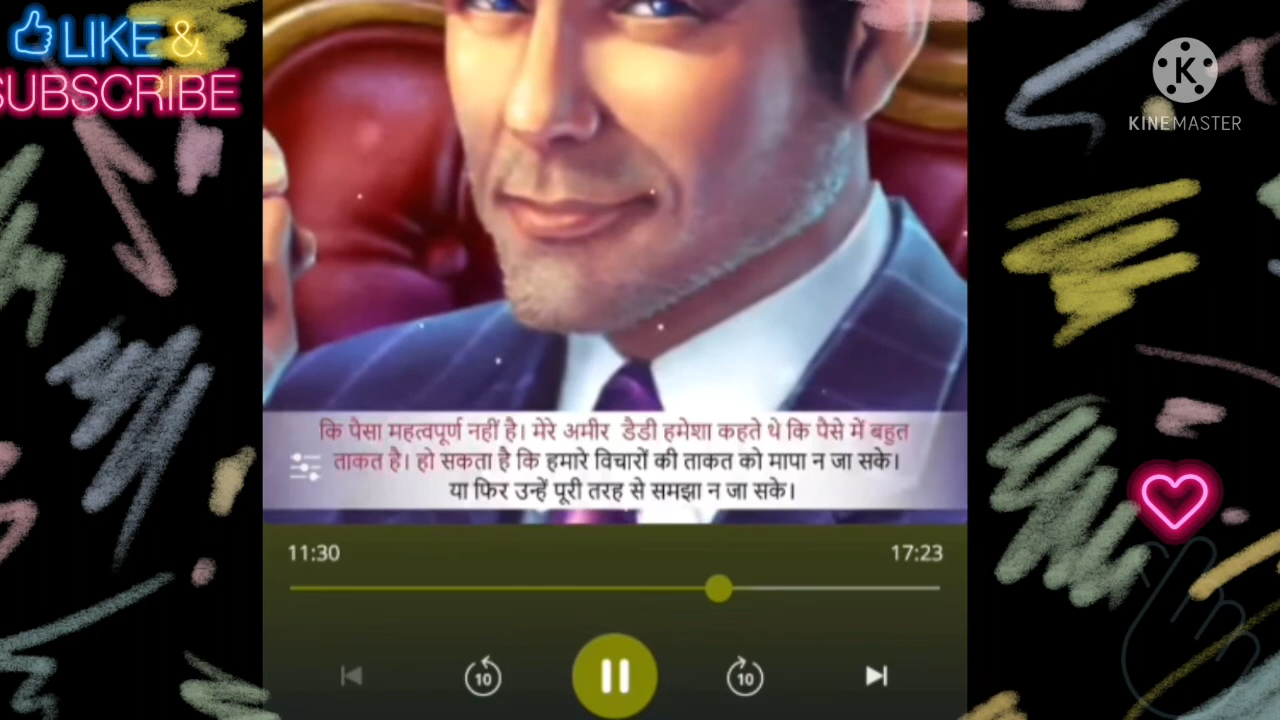 LIKE &
SUBSCRIBE
KINEMASTER
कि पैसा महत्वपूर्ण नहीं है। मेरे अमीर डैडी हमेशा कहते थे कि पैसे में बहुत
ताकत है। हो सकता है कि हमारे विचारों की ताकत को मापा न जा सके।
या फिर उन्हें पूरी तरह से समझा न जा सके।
11:30 17:23
10 10